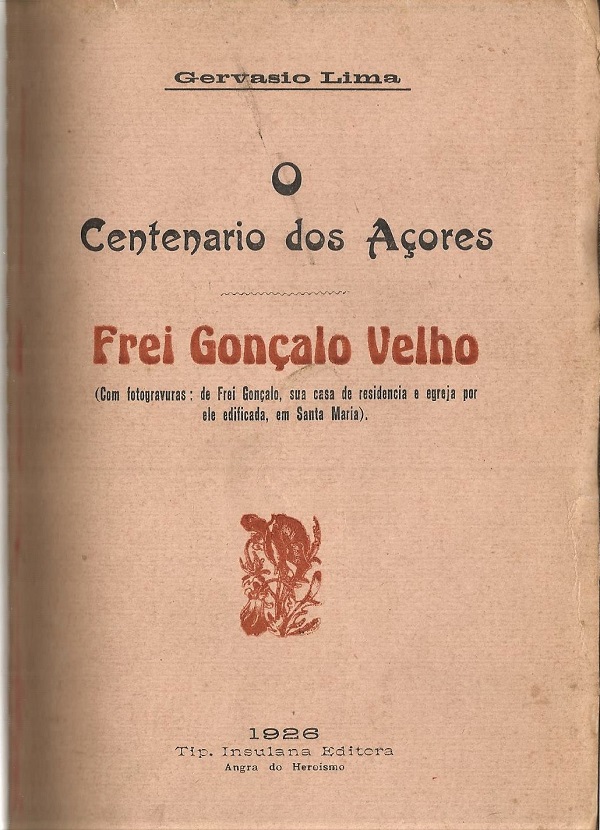 Gervasio Lima
O
Centenario dos Açores
Frei Gonçalo Velho
(Com fotogravuras: de Frei Gonçalo, sua casa de residencia e egreja por
ele edificada, em Santa Maria).
1926
Tip. Insulana Editora
Angra do Heroismo